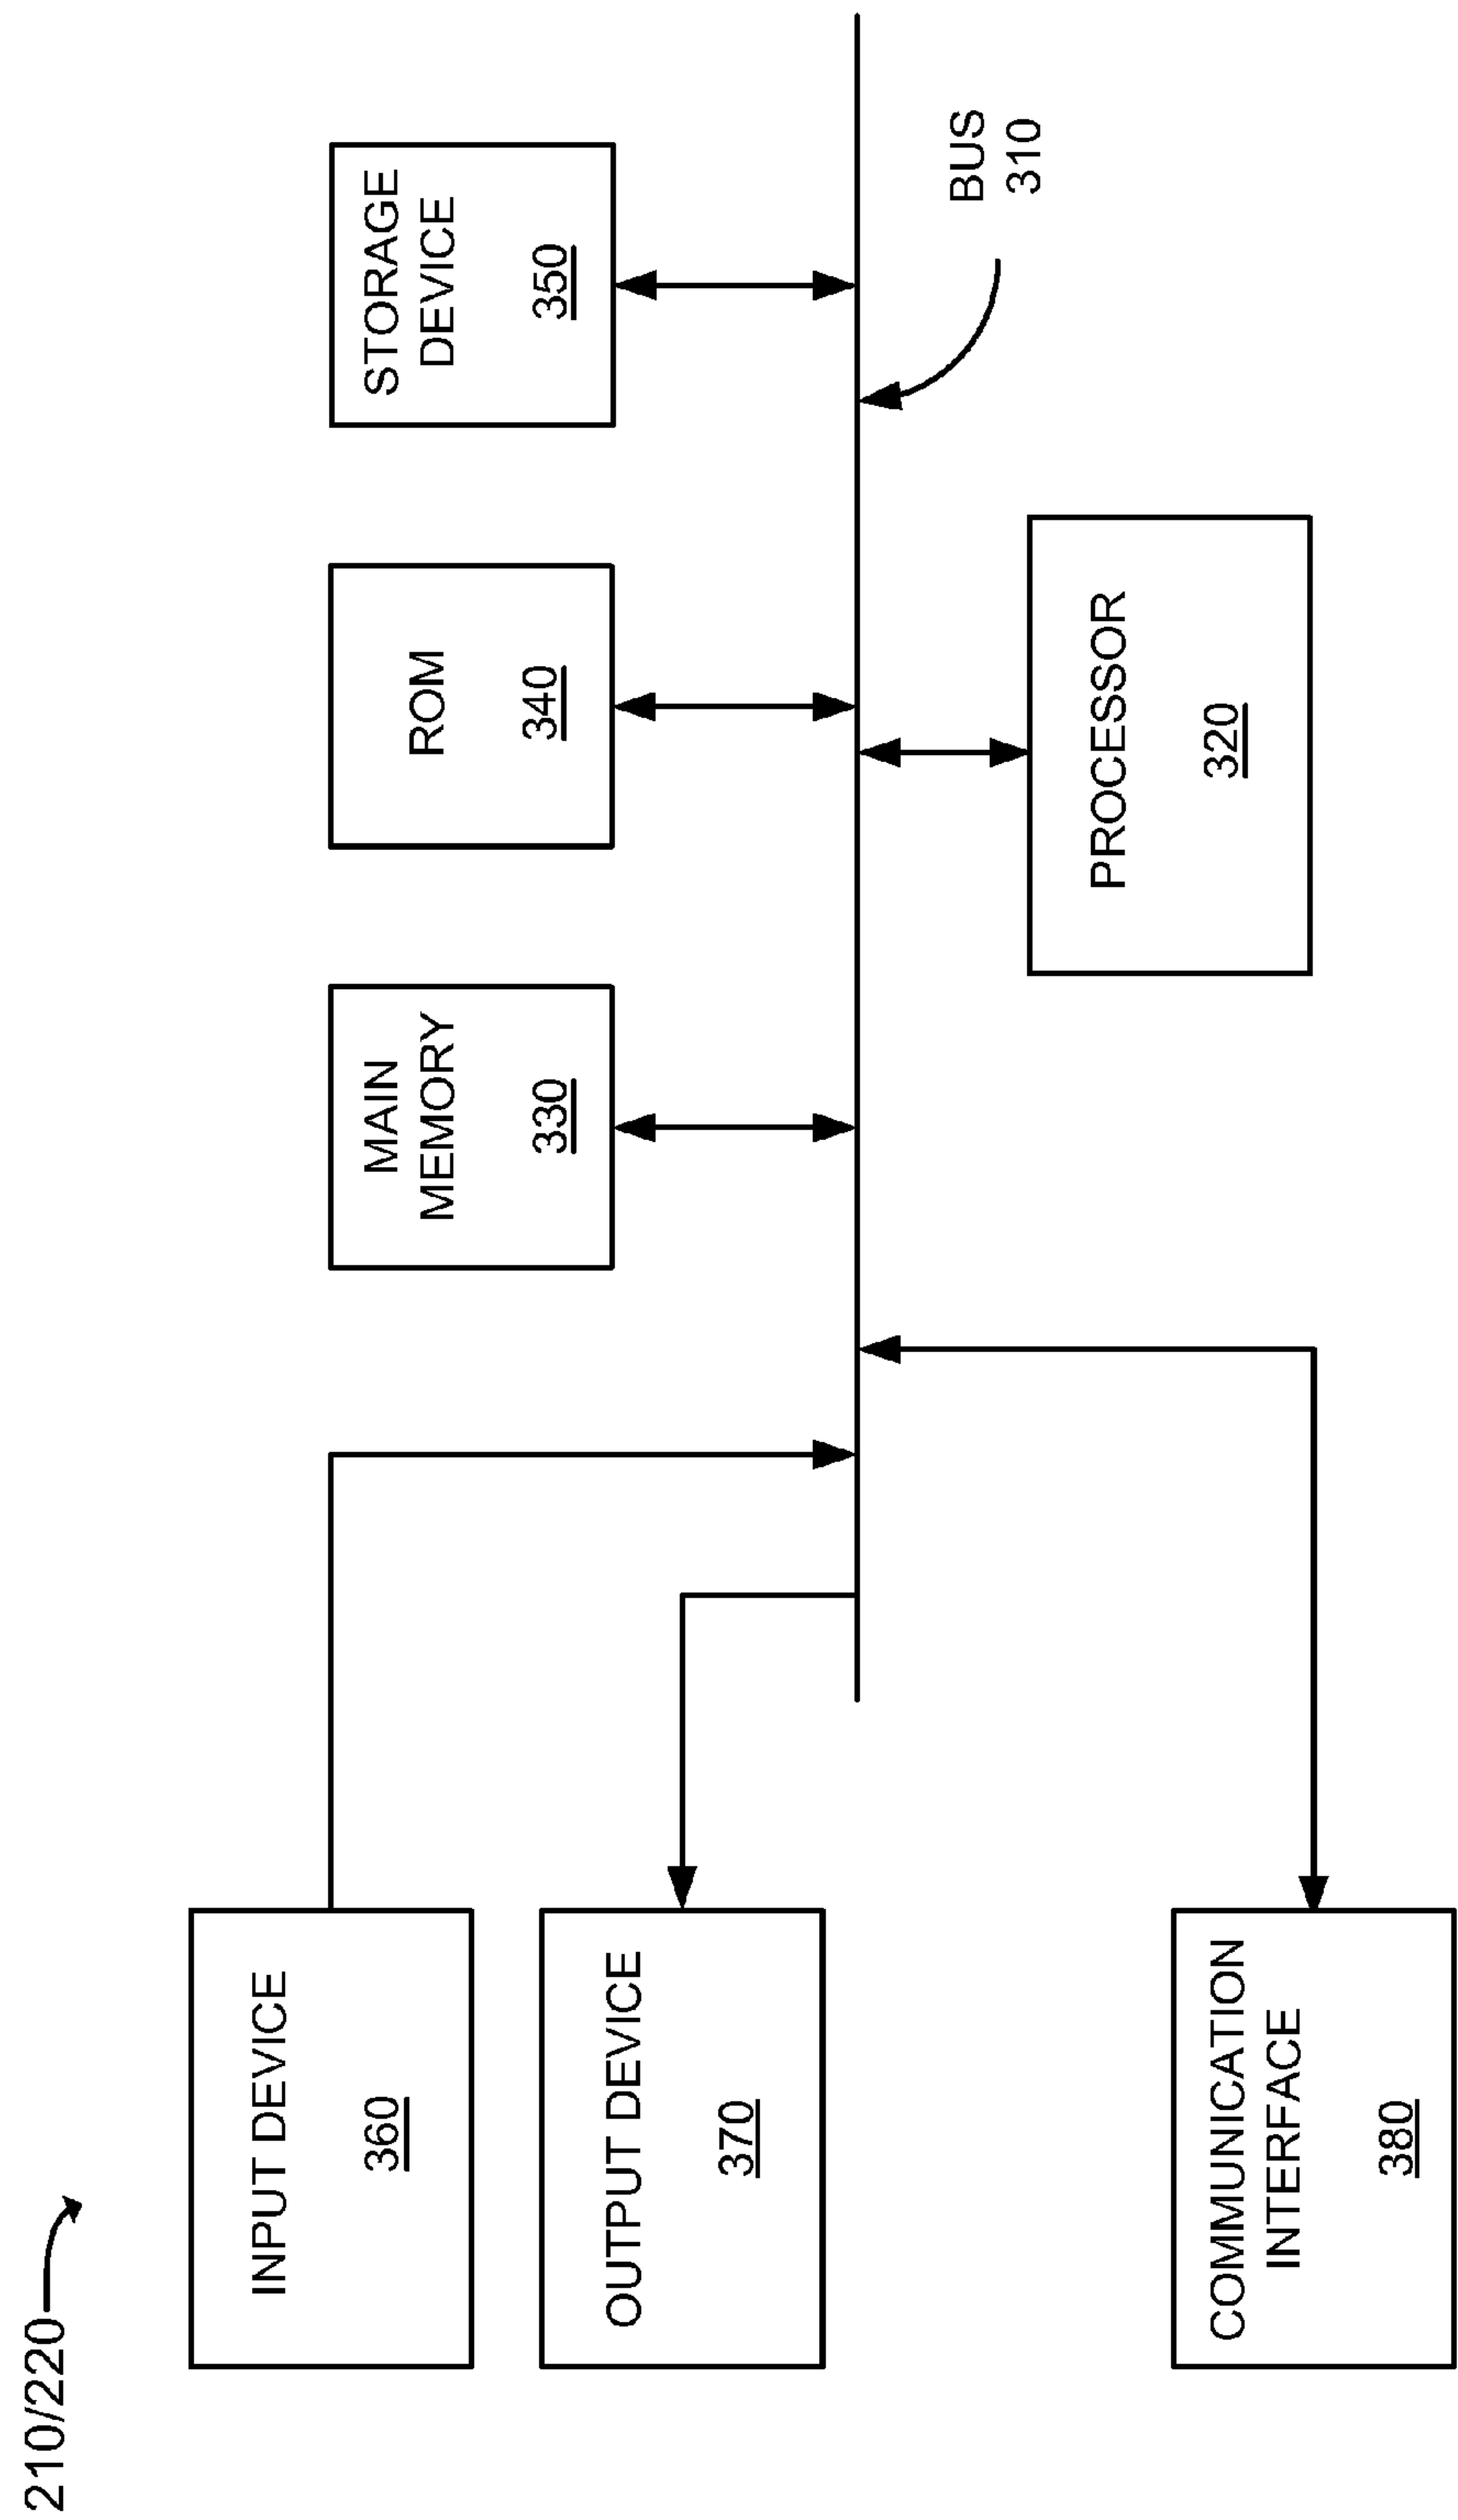 210/220
INPUT DEVICE
360
OUTPUT DEVICE
370
COMMUNICATION
INTERFACE
380
MAIN
MEMORY
330
ROM
340
STORAGE
DEVICE
350
PROCESSOR
320
BUS
310